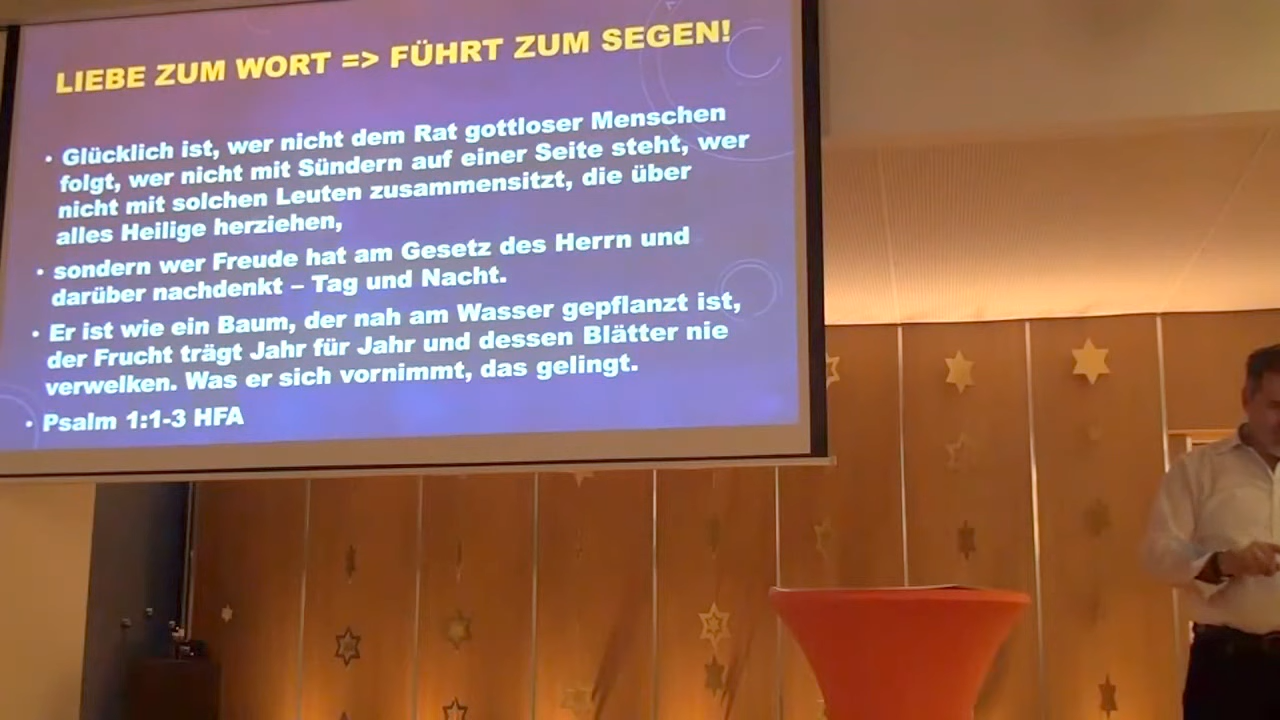 LIEBE ZUM WORT => FÜHRT ZUM SEGEN!
• Glücklich ist, wer nicht dem Rat gottloser Menschen
folgt, wer nicht mit Sündern auf einer Seite steht, wer
nicht mit solchen Leuten zusammensitzt, die über
alles Heilige herziehen,
• sondern wer Freude hat am Gesetz des Herrn und
darüber nachdenkt – Tag und Nacht.
• Er ist wie ein Baum, der nah am Wasser gepflanzt ist,
der Frucht trägt Jahr für Jahr und dessen Blätter nie
verwelken. Was er sich vornimmt, das gelingt.
• Psalm 1:1-3 HFA